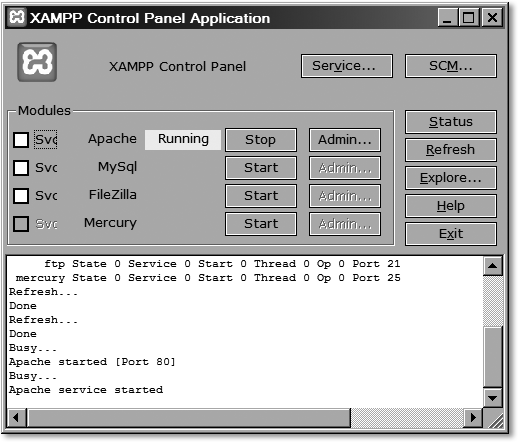 XAMPP Control Panel Application
XAMPP Control Panel
Service...
SCM...
Modules
Svc Apache Running Stop Admin...
Svc MySql Start Admin...
Svc FileZilla Start Admin...
Svc Mercury Start Admin...
Status
Refresh
Explore...
Help
Exit
ftp State 0 Service 0 Start 0 Thread 0 Op 0 Port 21
mercury State 0 Service 0 Start 0 Thread 0 Op 0 Port 25
Refresh...
Done
Refresh...
Done
Busy...
Apache started [Port 80]
Busy...
Apache service started